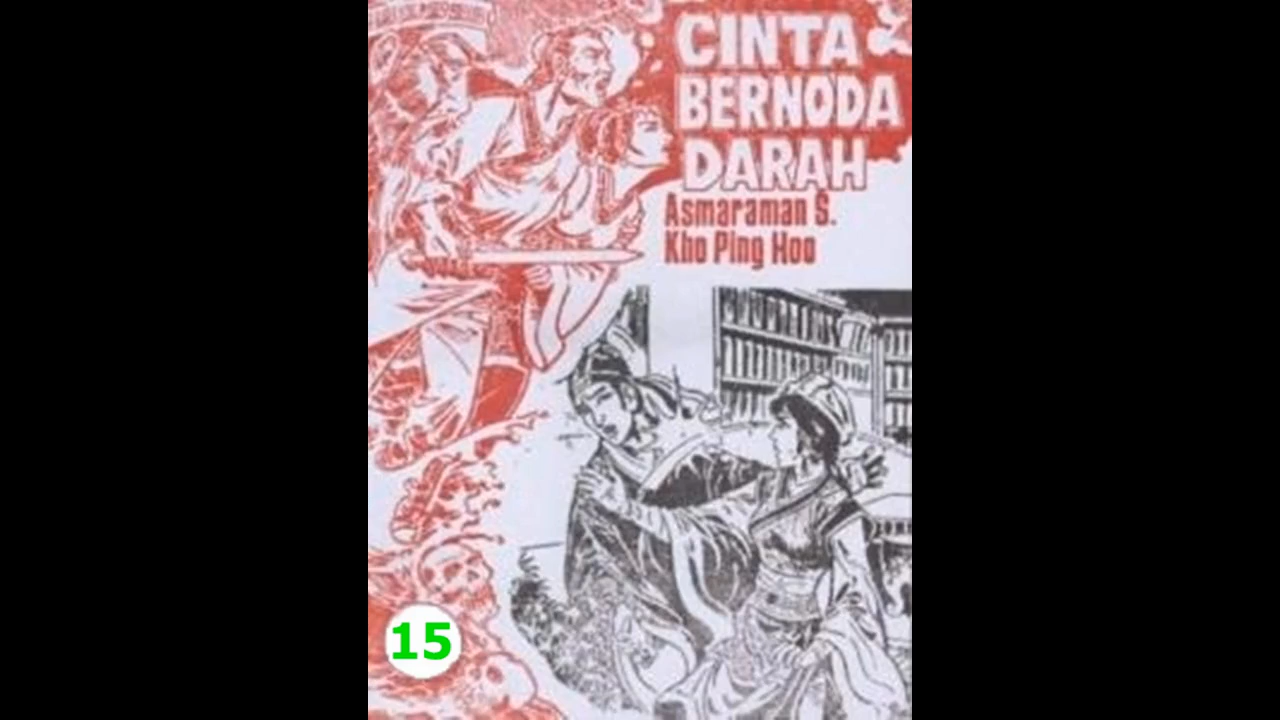 CINTA
BERNODA
DARAH
Asmaraman S.
Kho Ping Hoo
15